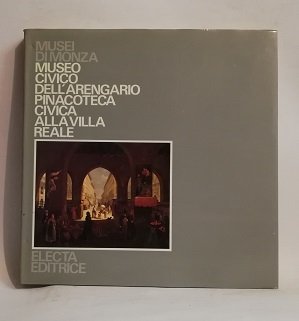 MUSEI
DI MONZA
MUSEO
CIVICO
DELL'ARENGARIO
PINACOTECA
CIVICA
ALLA VILLA
REALE
ELECTA
EDITRICE